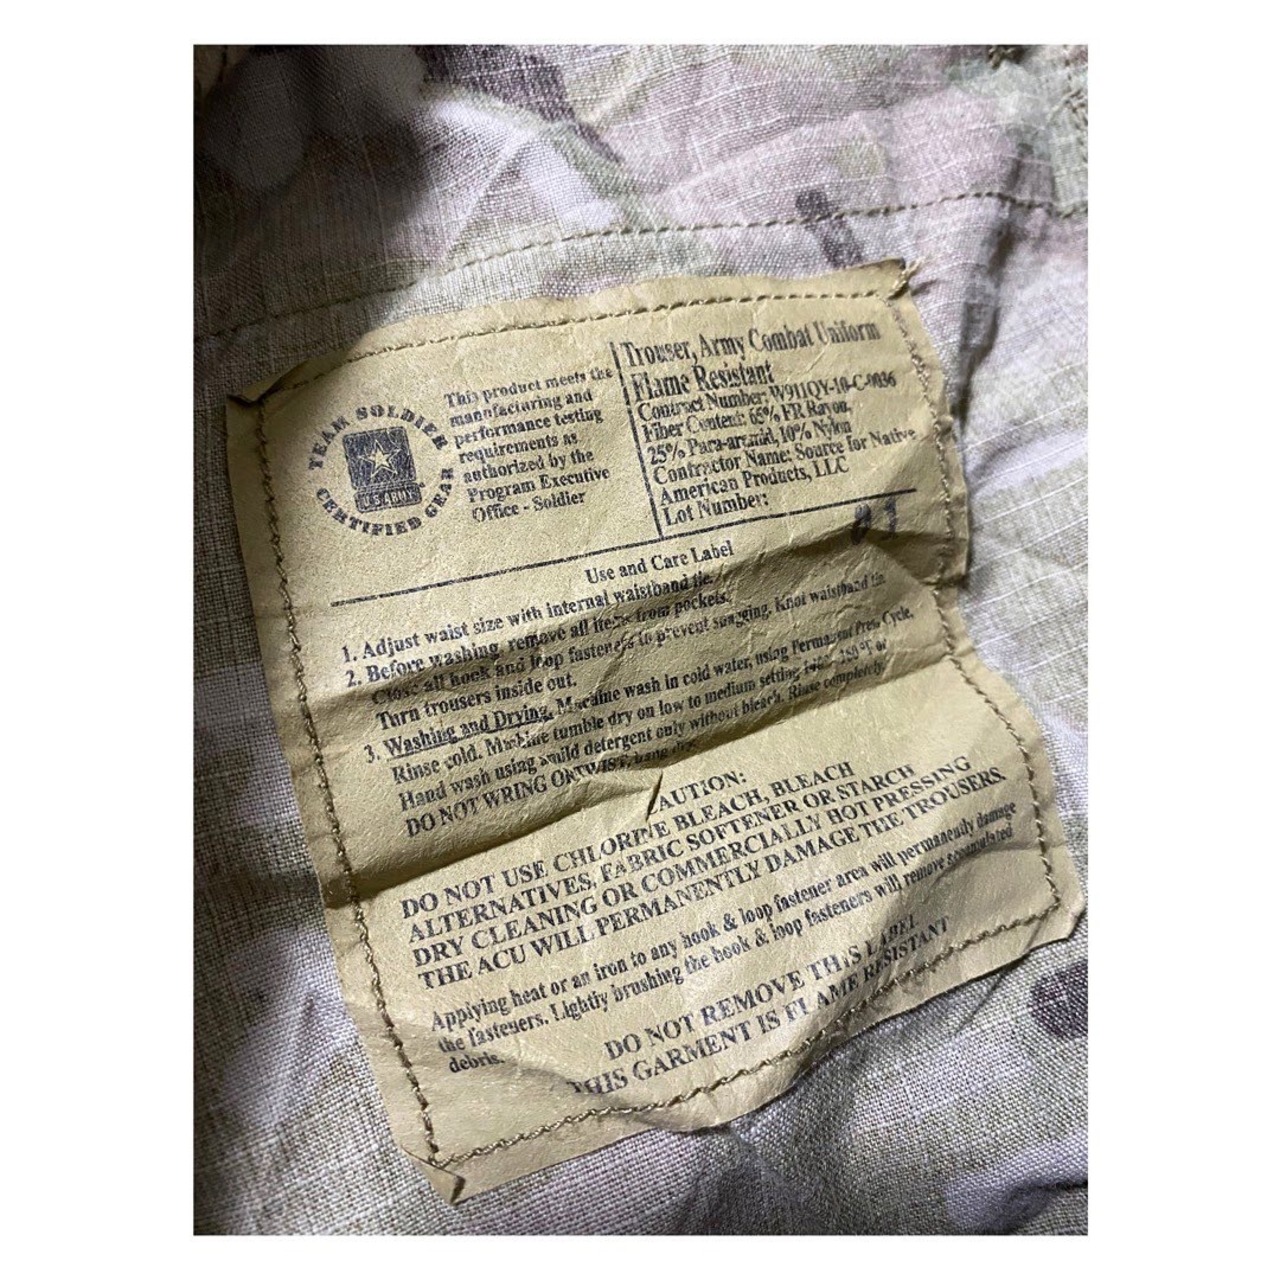 TEAM SOLDIER
CERTIFIED GEAR
U.S. ARMY
This product meets the
manufacturing and
performance testing
requirements as
authorized by the
Program Executive
Office - Soldier
Trouser, Army Combat Uniform
Flame Resistant
Contract Number: W911QY-10-C-0036
Fiber Content: 65% FR Rayon,
25% Para-aramid, 10% Nylon
Contractor Name: Source for Native
American Products, LLC
Lot Number:
Use and Care Label
1. Adjust waist size with internal waistband tie.
2. Before washing, remove all items from pockets.
Close all hook and loop fasteners to prevent snagging. Knot waistband tie.
Turn trousers inside out.
3. Washing and Drying. Machine wash in cold water, using Permanent Press Cycle.
Rinse cold. Machine tumble dry on low to medium setting 180 °F or
Hand wash using mild detergent only without bleach. Rinse completely.
DO NOT WRING OR TWIST, hang dry.
CAUTION:
DO NOT USE CHLORINE BLEACH, BLEACH
ALTERNATIVES, FABRIC SOFTENER OR STARCH
DRY CLEANING OR COMMERCIALLY HOT PRESSING
THE ACU WILL PERMANENTLY DAMAGE THE TROUSERS.
Applying heat or an iron to any hook & loop fastener area will permanently damage
the fasteners. Lightly brushing the hook & loop fasteners will remove accumulated
debris.
DO NOT REMOVE THIS LABEL
THIS GARMENT IS FLAME RESISTANT